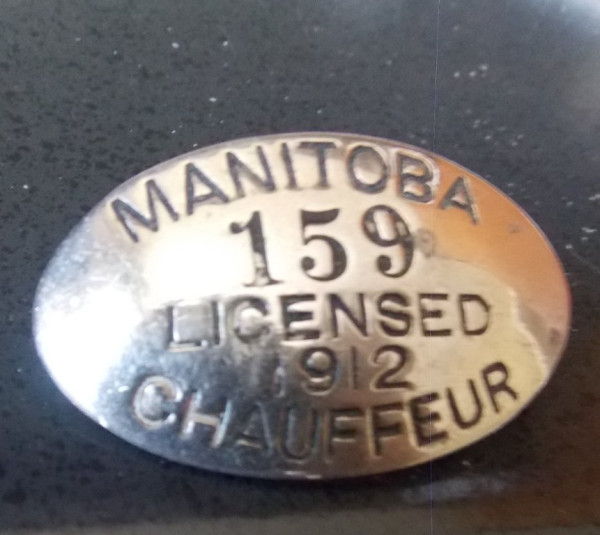 MANITOBA
159
LICENSED
1912
CHAUFFEUR